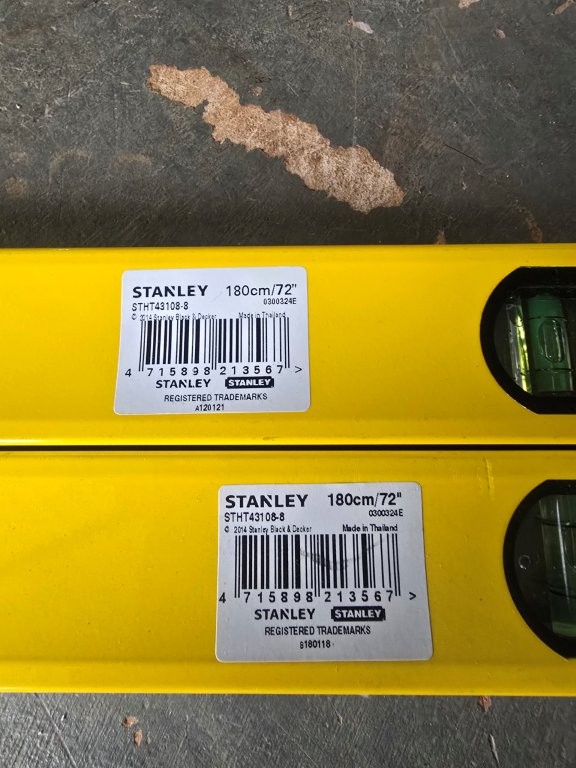 STANLEY 180cm/72"
STHT43108-8 0300324E
© 2014 Stanley Black & Decker Made in Thailand
4 715898 213567 >
STANLEY STANLEY
REGISTERED TRADEMARKS
A120121
STANLEY 180cm/72"
STHT43108-8 0300324E
© 2014 Stanley Black & Decker Made in Thailand
4 715898 213567 >
STANLEY STANLEY
REGISTERED TRADEMARKS
B180118